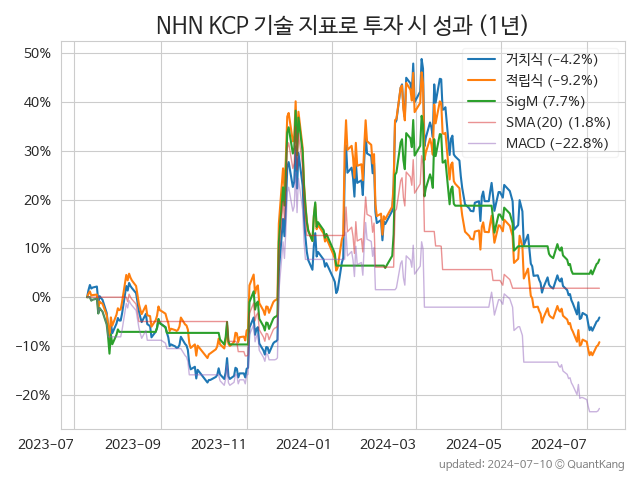 NHN KCP 기술 지표로 투자 시 성과 (1년)
거치식 (−4.2%)
적립식 (−9.2%)
SigM (7.7%)
SMA(20) (1.8%)
MACD (−22.8%)
50%
40%
30%
20%
10%
0%
−10%
−20%
2023-07 2023-09 2023-11 2024-01 2024-03 2024-05 2024-07
updated: 2024-07-10 © QuantKang